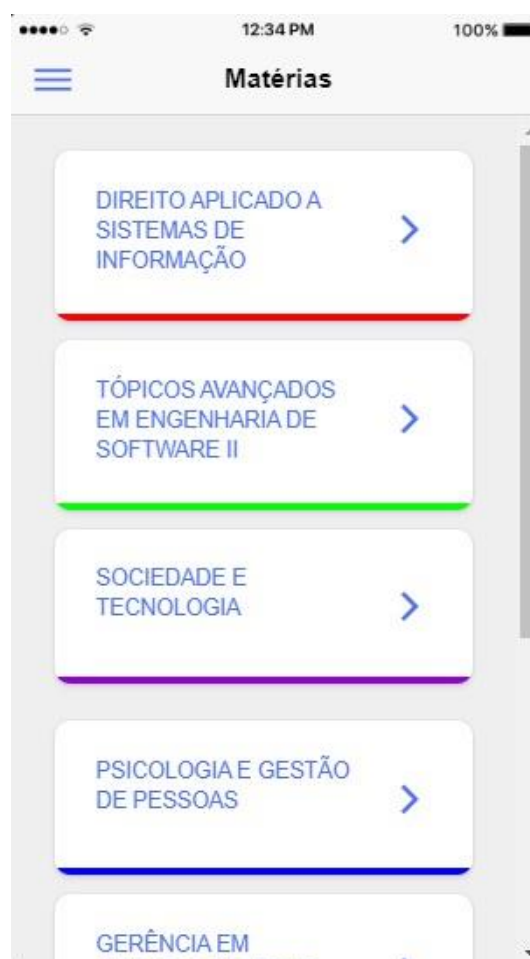 12:34 PM 100%
Matérias
DIREITO APLICADO A
SISTEMAS DE
INFORMAÇÃO
TÓPICOS AVANÇADOS
EM ENGENHARIA DE
SOFTWARE II
SOCIEDADE E
TECNOLOGIA
PSICOLOGIA E GESTÃO
DE PESSOAS
GERÊNCIA EM